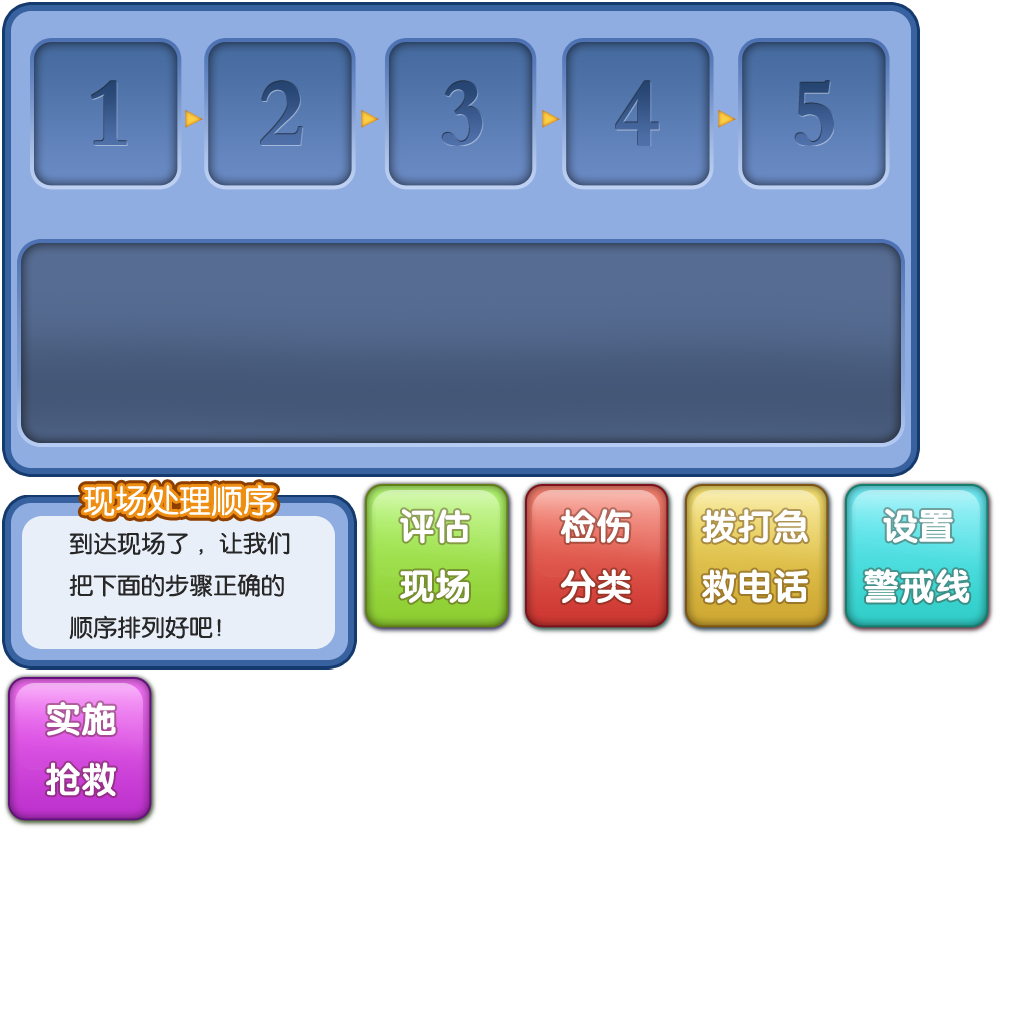 1 2 3 4 5
现场处理顺序
到达现场了，让我们
把下面的步骤正确的
顺序排列好吧！
评估
现场
检伤
分类
拨打急
救电话
设置
警戒线
实施
抢救